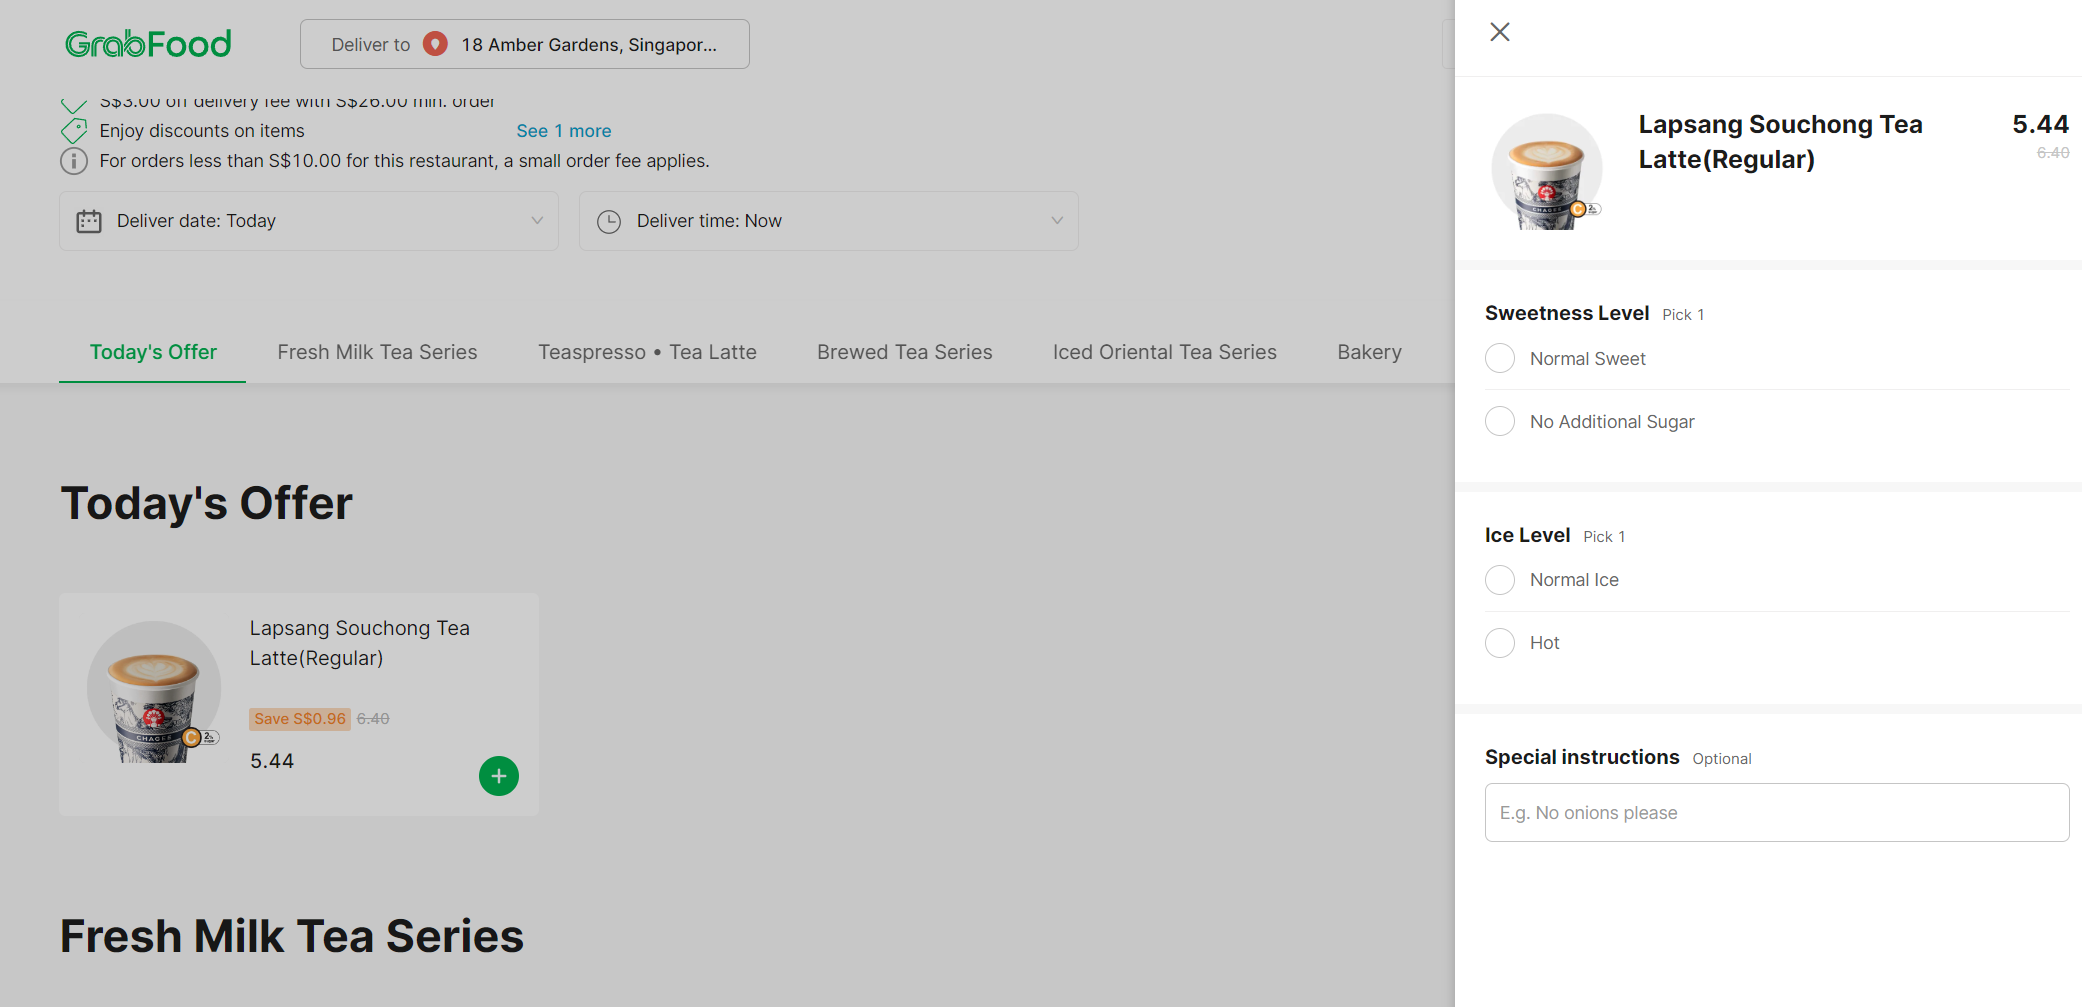 GrabFood
Deliver to 18 Amber Gardens, Singapor...
S$3.00 off delivery fee with S$26.00 min. order
Enjoy discounts on items See 1 more
For orders less than S$10.00 for this restaurant, a small order fee applies.
Deliver date: Today
Deliver time: Now
Today's Offer
Fresh Milk Tea Series
Teaspresso • Tea Latte
Brewed Tea Series
Iced Oriental Tea Series
Bakery
Today's Offer
CHAGEE
C
Lapsang Souchong Tea
Latte(Regular)
Save S$0.96 6.40
5.44
Fresh Milk Tea Series
CHAGEE
C
Lapsang Souchong Tea
Latte(Regular)
5.44
6.40
Sweetness Level Pick 1
Normal Sweet
No Additional Sugar
Ice Level Pick 1
Normal Ice
Hot
Special instructions Optional
E.g. No onions please